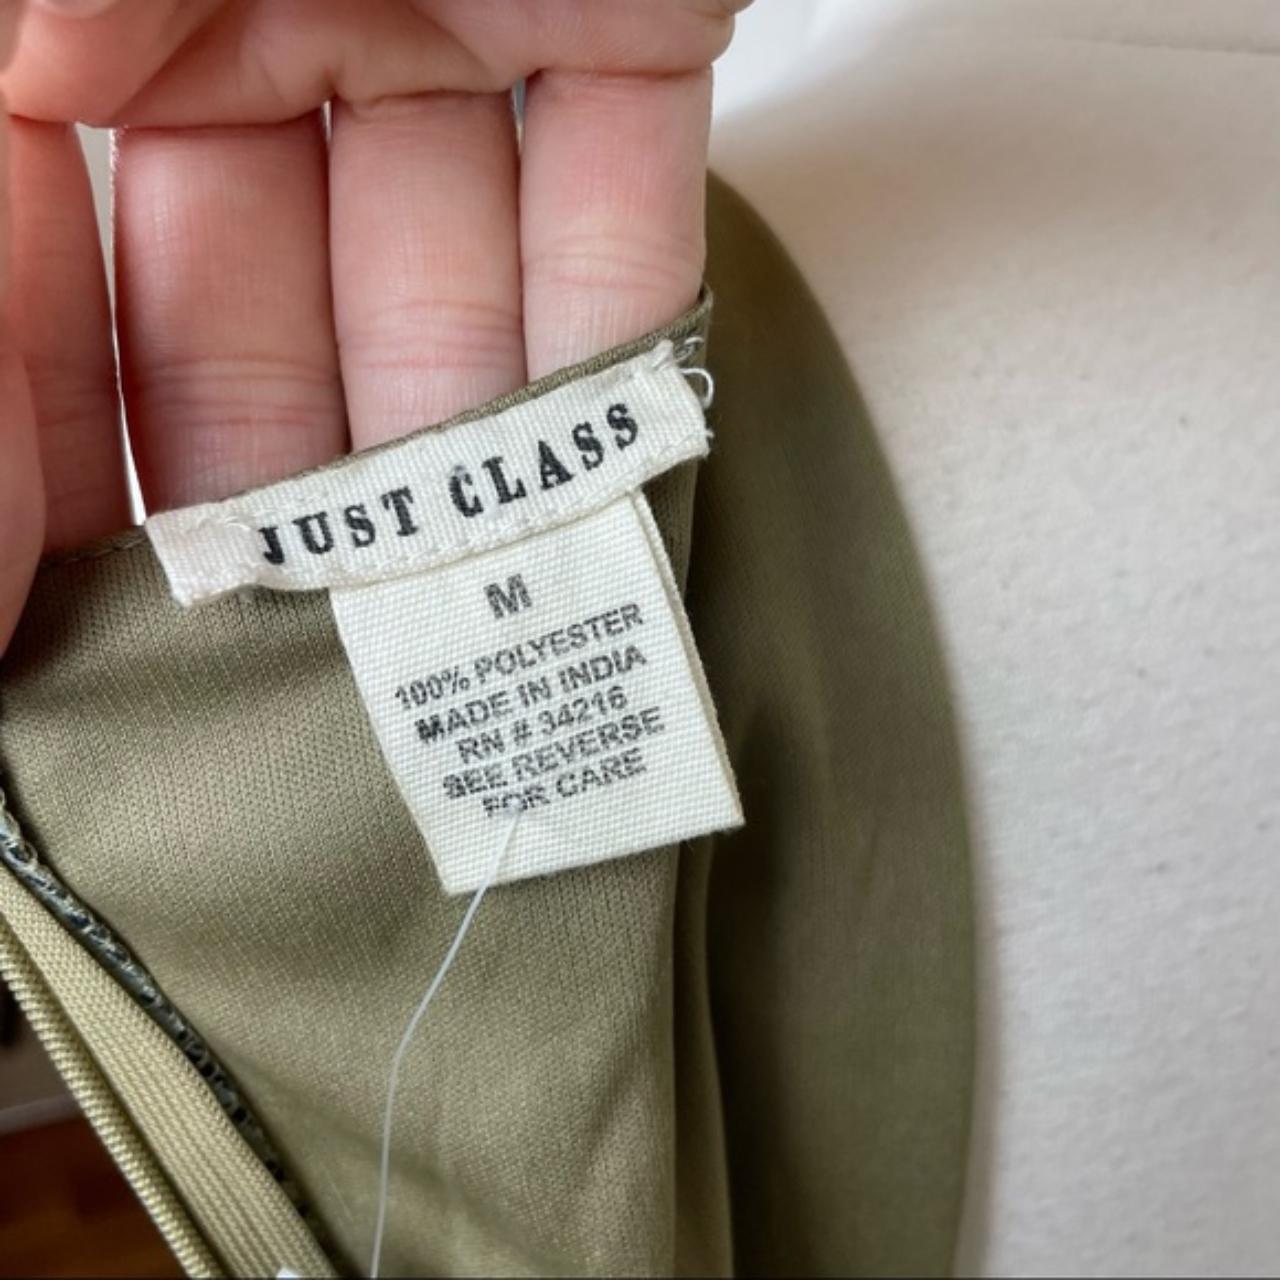 JUST CLASS
M
100% POLYESTER
MADE IN INDIA
RN # 34216
SEE REVERSE
FOR CARE